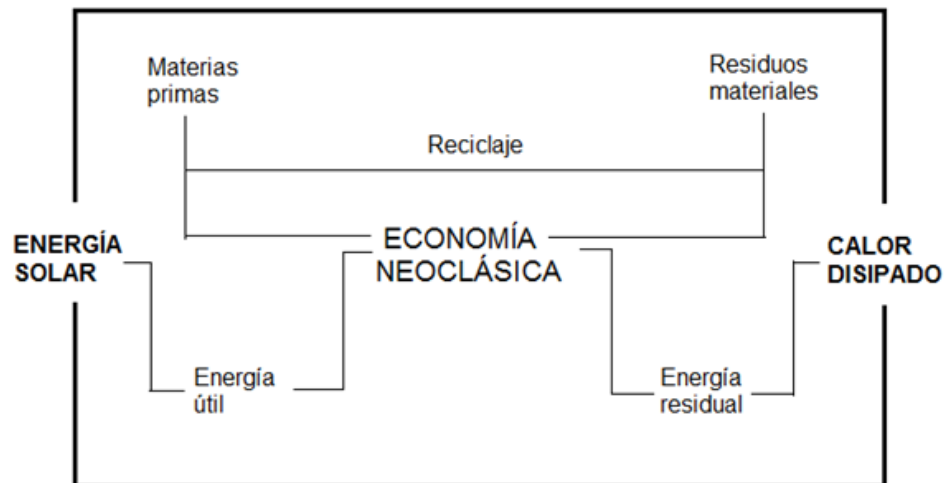 Materias
primas
Residuos
materiales
Reciclaje
ENERGÍA
SOLAR
ECONOMÍA
NEOCLÁSICA
CALOR
DISIPADO
Energía
útil
Energía
residual